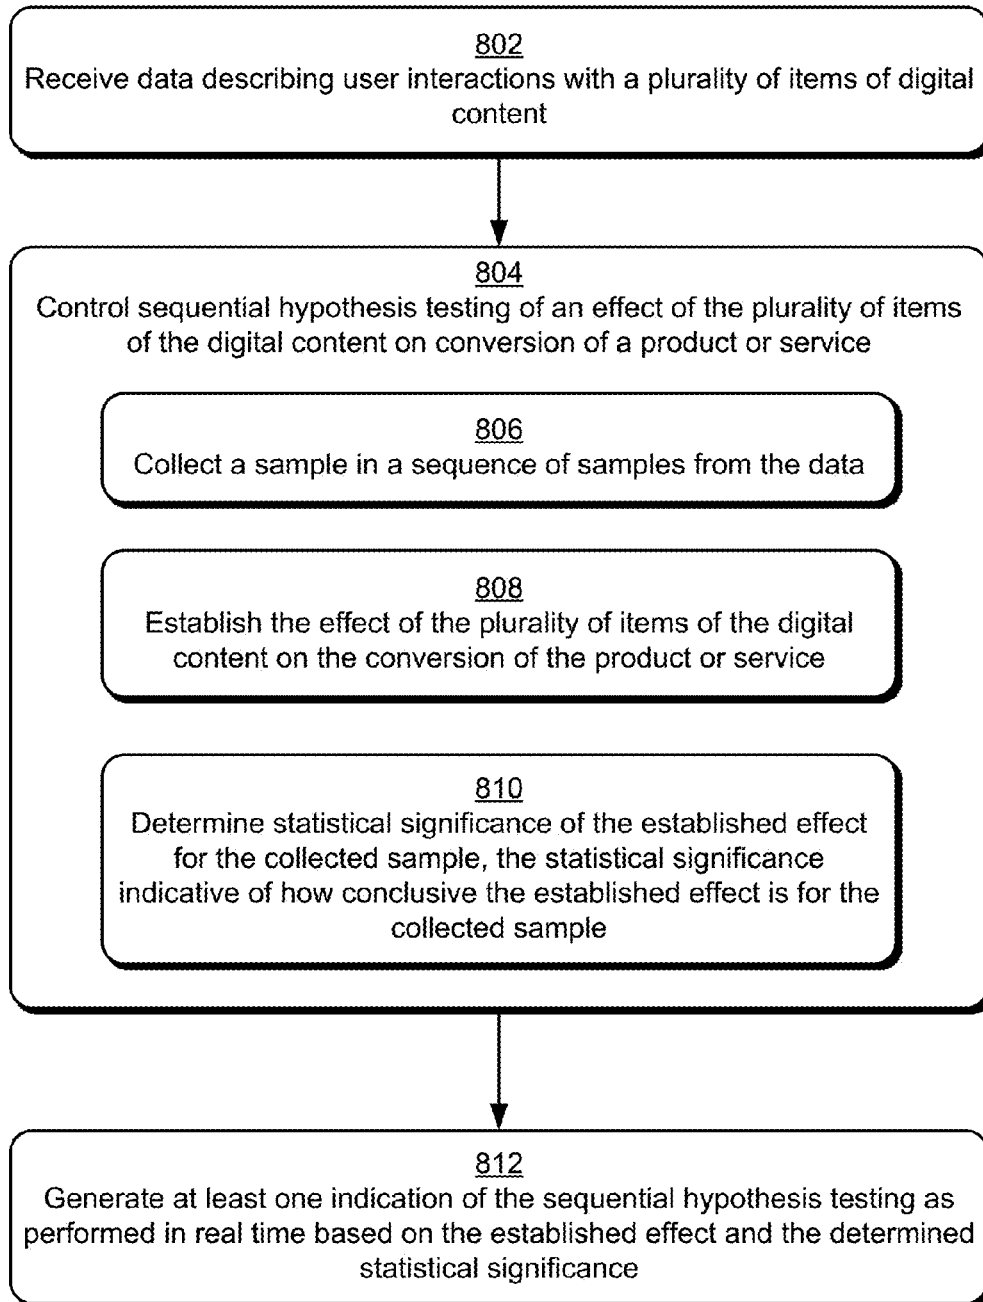 802
Receive data describing user interactions with a plurality of items of digital
content
804
Control sequential hypothesis testing of an effect of the plurality of items
of the digital content on conversion of a product or service
806
Collect a sample in a sequence of samples from the data
808
Establish the effect of the plurality of items of the digital
content on the conversion of the product or service
810
Determine statistical significance of the established effect
for the collected sample, the statistical significance
indicative of how conclusive the established effect is for the
collected sample
812
Generate at least one indication of the sequential hypothesis testing as
performed in real time based on the established effect and the determined
statistical significance